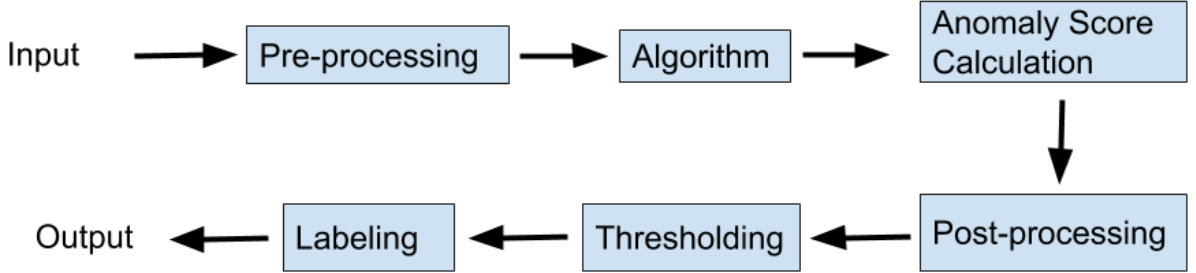 Input
Pre-processing
Algorithm
Anomaly Score
Calculation
Post-processing
Thresholding
Labeling
Output